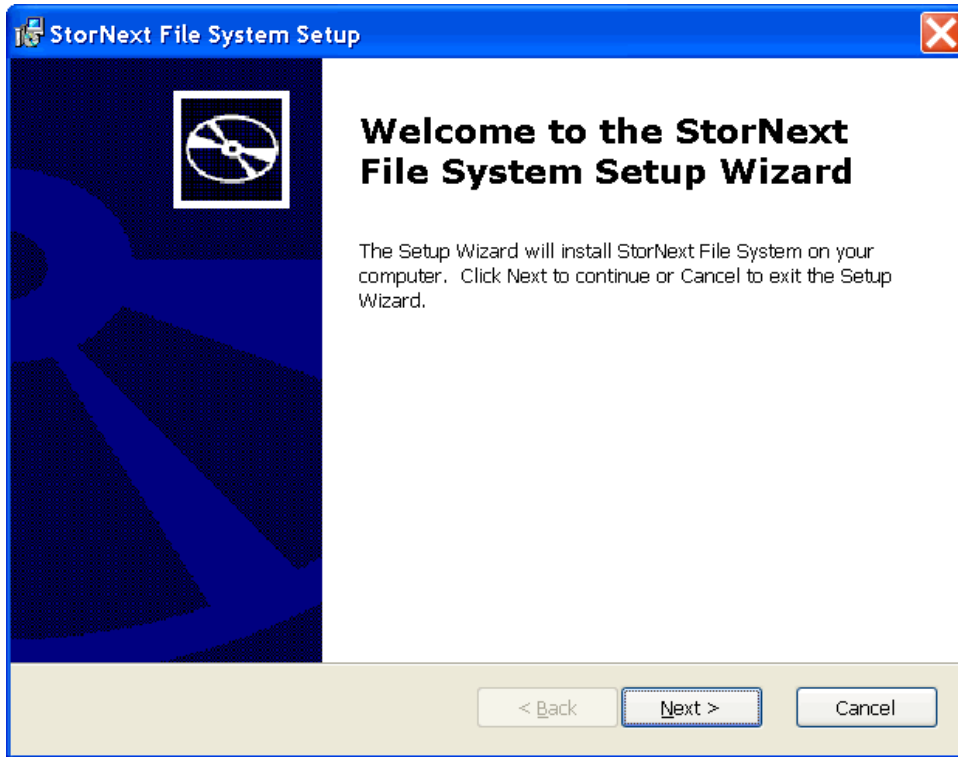 StorNext File System Setup
Welcome to the StorNext
File System Setup Wizard
The Setup Wizard will install StorNext File System on your
computer.  Click Next to continue or Cancel to exit the Setup
Wizard.
< Back
Next >
Cancel